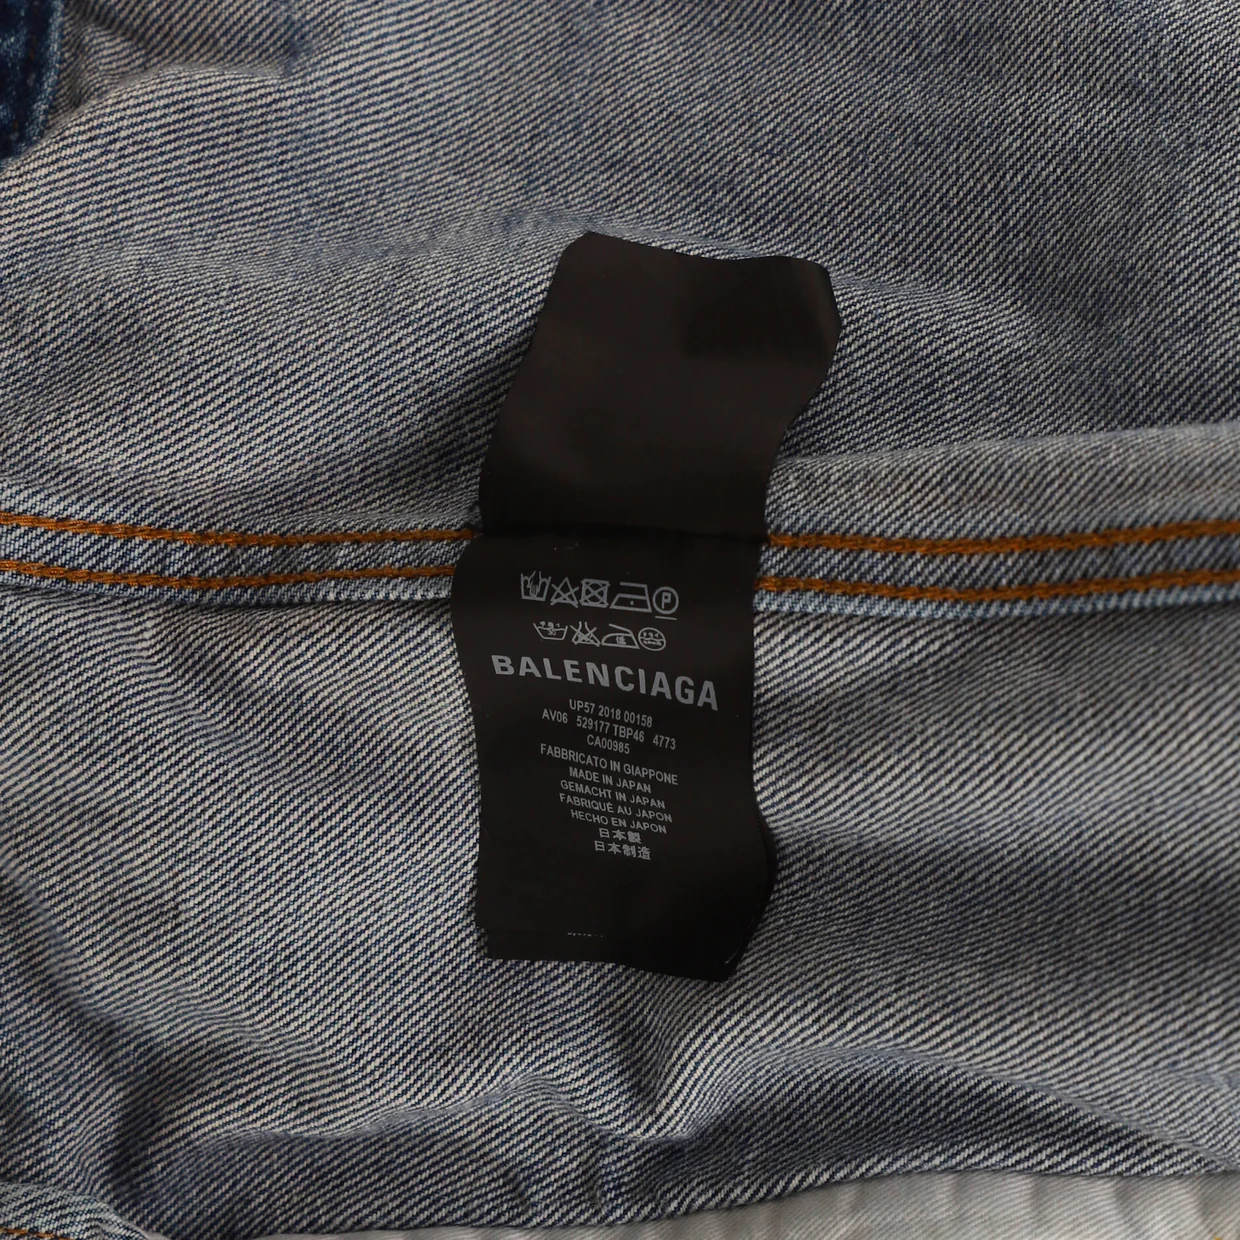 BALENCIAGA
UP57 2018 00158
AV06 529177 TBP46 4773
CA00985
FABBRICATO IN GIAPPONE
MADE IN JAPAN
GEMACHT IN JAPAN
FABRIQUÉ AU JAPON
HECHO EN JAPON
日本製
日本制造